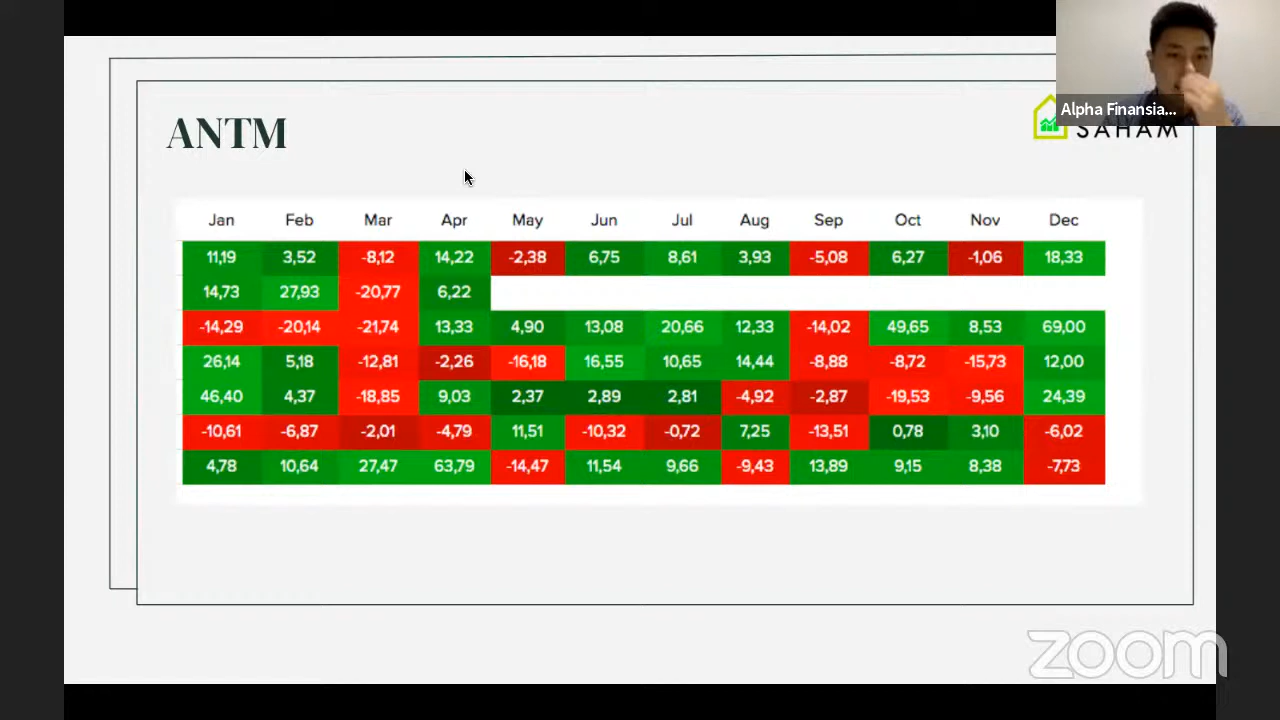 Alpha Finansia...
ANTM
SAHAM
Jan Feb Mar Apr May Jun Jul Aug Sep Oct Nov Dec
11,19 3,52 -8,12 14,22 -2,38 6,75 8,61 3,93 -5,08 6,27 -1,06 18,33
14,73 27,93 -20,77 6,22
-14,29 -20,14 -21,74 13,33 4,90 13,08 20,66 12,33 -14,02 49,65 8,53 69,00
26,14 5,18 -12,81 -2,26 -16,18 16,55 10,65 14,44 -8,88 -8,72 -15,73 12,00
46,40 4,37 -18,85 9,03 2,37 2,89 2,81 -4,92 -2,87 -19,53 -9,56 24,39
-10,61 -6,87 -2,01 -4,79 11,51 -10,32 -0,72 7,25 -13,51 0,78 3,10 -6,02
4,78 10,64 27,47 63,79 -14,47 11,54 9,66 -9,43 13,89 9,15 8,38 -7,73
zoom